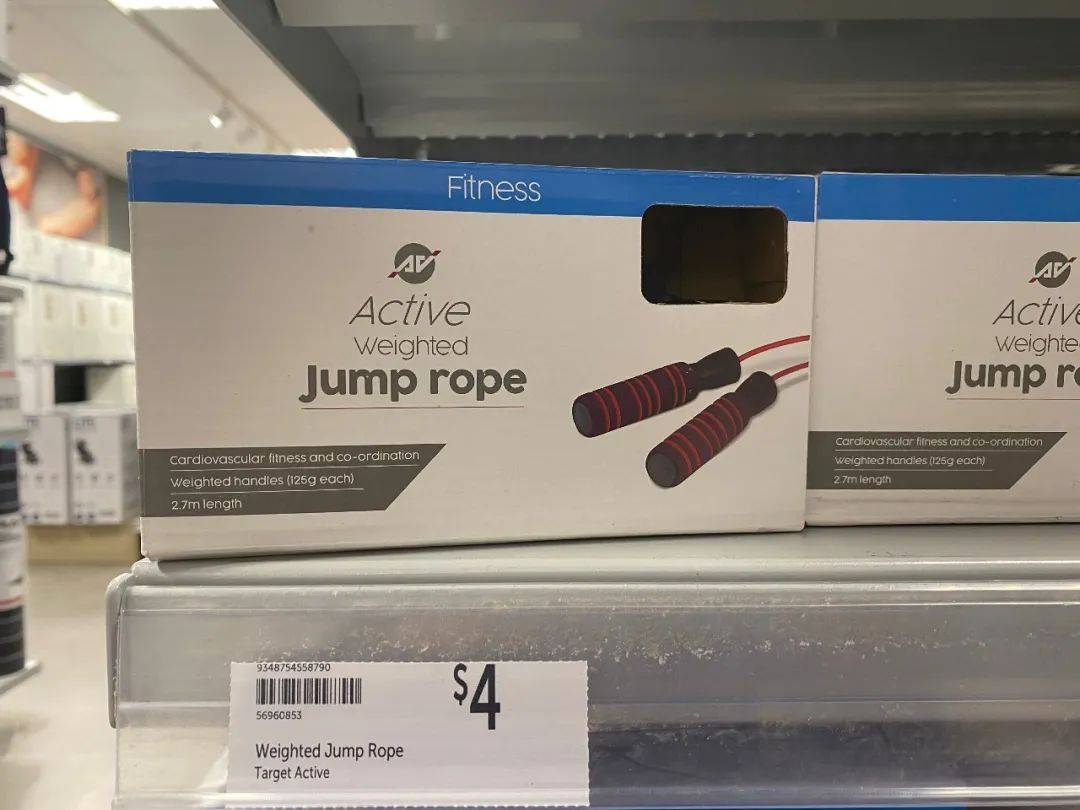 Fitness
Active
Weighted
Jump rope
Cardiovascular fitness and co-ordination
Weighted handles (125g each)
2.7m length
Active
Weighte
Jump r
Cardiovascular fitness and co-ordination
Weighted handles (125g each)
2.7m length
9348754558790
$4
56960853
Weighted Jump Rope
Target Active